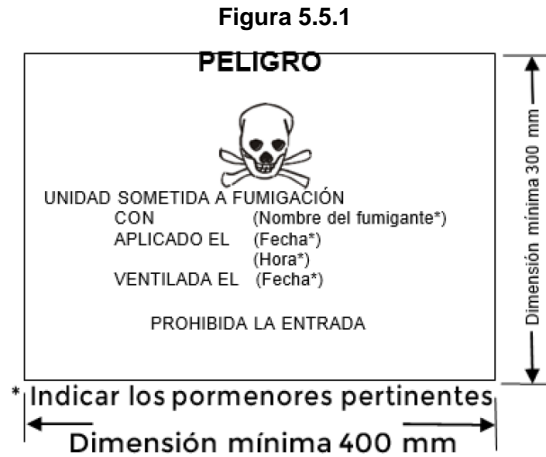 Figura 5.5.1
PELIGRO
UNIDAD SOMETIDA A FUMIGACIÓN
CON (Nombre del fumigante*)
APLICADO EL (Fecha*)
(Hora*)
VENTILADA EL (Fecha*)
PROHIBIDA LA ENTRADA
Dimensión mínima 300 mm
* Indicar los pormenores pertinentes
Dimensión mínima 400 mm